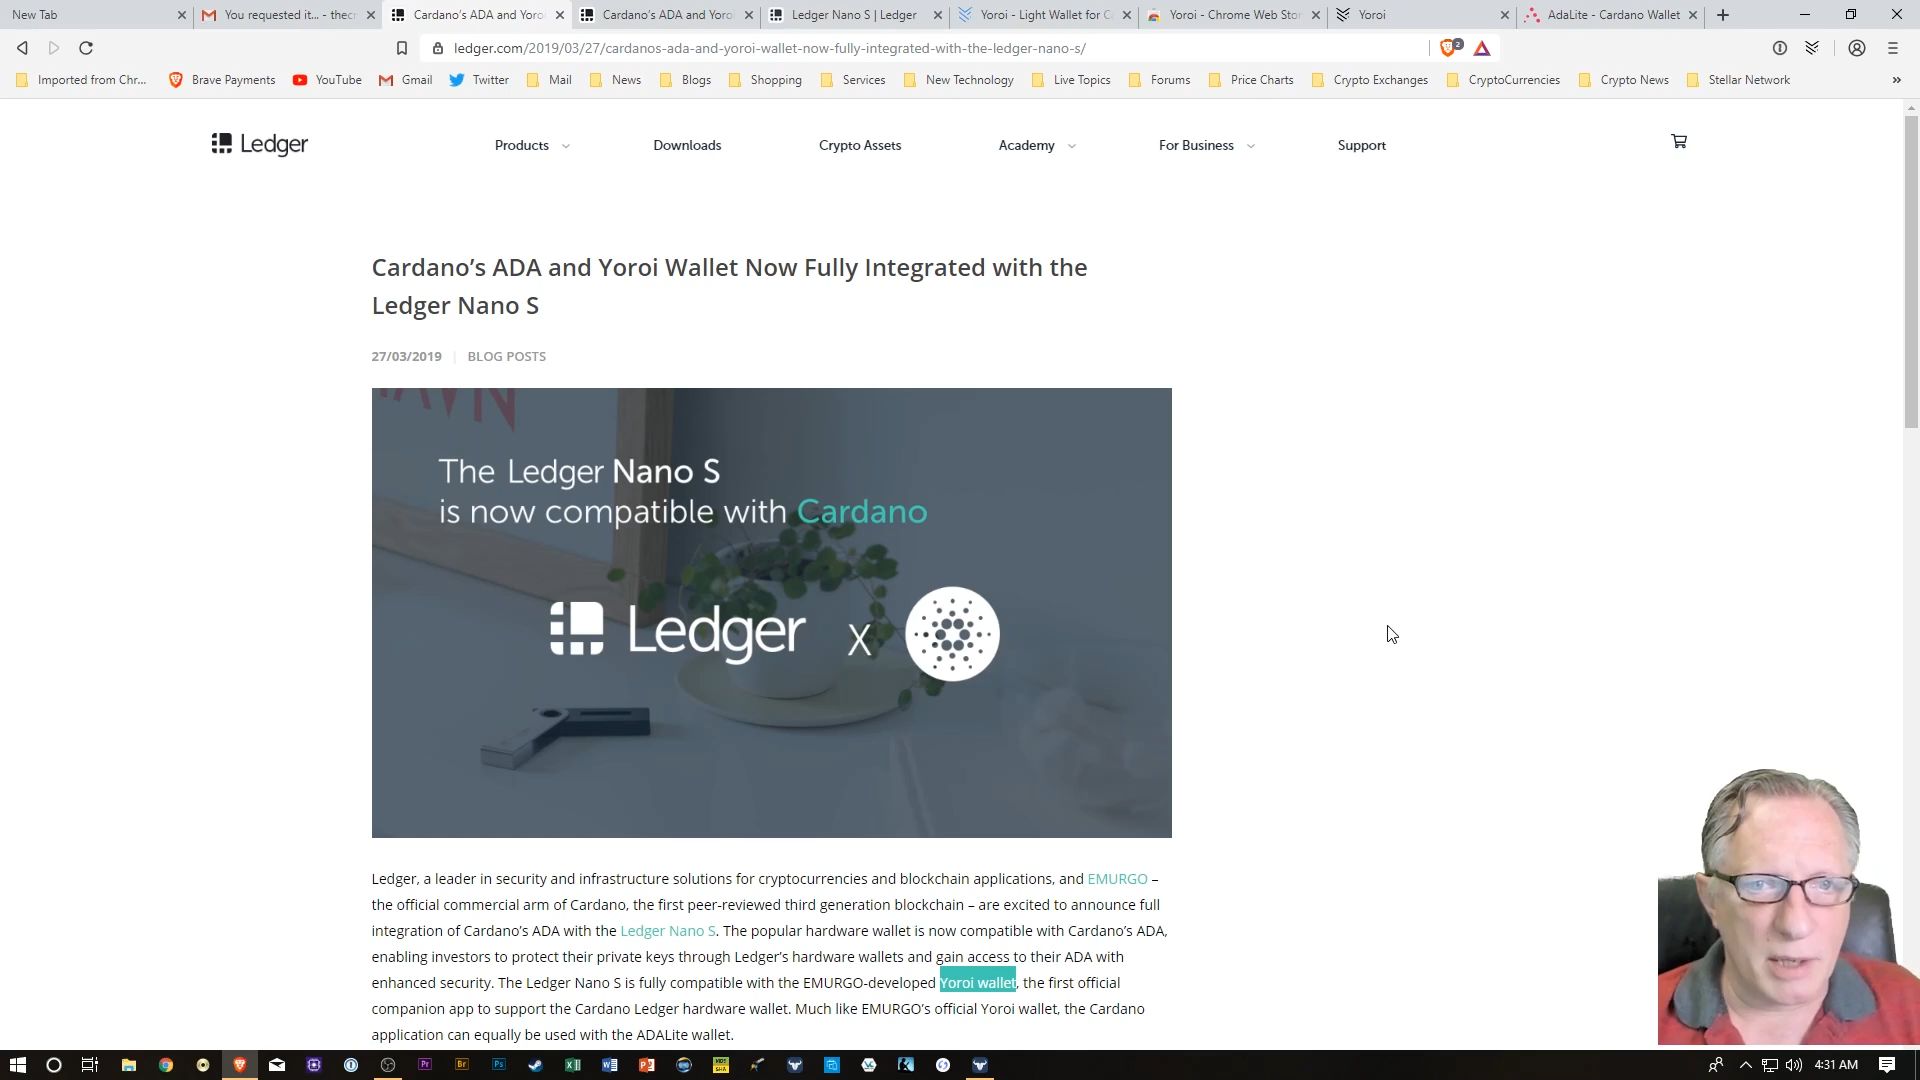 New Tab
You requested it... - thecr
Cardano's ADA and Yoroi
Cardano's ADA and Yoroi
Ledger Nano S | Ledger
Yoroi - Light Wallet for C
Yoroi - Chrome Web Stor
Yoroi
AdaLite - Cardano Wallet
ledger.com/2019/03/27/cardanos-ada-and-yoroi-wallet-now-fully-integrated-with-the-ledger-nano-s/
2
Imported from Chr...
Brave Payments
YouTube
Gmail
Twitter
Mail
News
Blogs
Shopping
Services
New Technology
Live Topics
Forums
Price Charts
Crypto Exchanges
CryptoCurrencies
Crypto News
Stellar Network
»
Ledger
Products
Downloads
Crypto Assets
Academy
For Business
Support
Cardano's ADA and Yoroi Wallet Now Fully Integrated with the
Ledger Nano S
27/03/2019 | BLOG POSTS
The Ledger Nano S
is now compatible with Cardano
Ledger X
Ledger, a leader in security and infrastructure solutions for cryptocurrencies and blockchain applications, and EMURGO –
the official commercial arm of Cardano, the first peer-reviewed third generation blockchain – are excited to announce full
integration of Cardano's ADA with the Ledger Nano S. The popular hardware wallet is now compatible with Cardano's ADA,
enabling investors to protect their private keys through Ledger's hardware wallets and gain access to their ADA with
enhanced security. The Ledger Nano S is fully compatible with the EMURGO-developed Yoroi wallet, the first official
companion app to support the Cardano Ledger hardware wallet. Much like EMURGO's official Yoroi wallet, the Cardano
application can equally be used with the ADALite wallet.
Pr
Br
Ps
4:31 AM